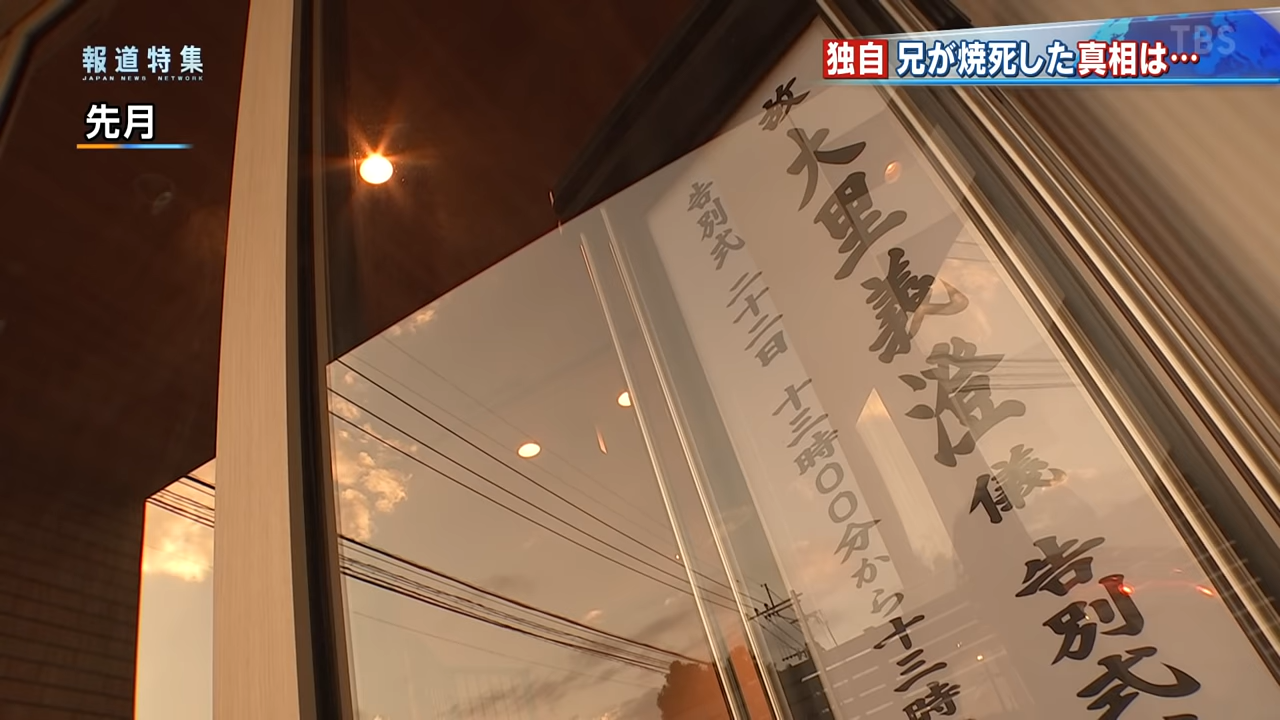 報道特集
JAPAN NEWS NETWORK
先月
TBS
独自 兄が焼死した真相は…
故 大里義澄 儀 告別式
告別式 二十二日 十三時〇〇分から十三時